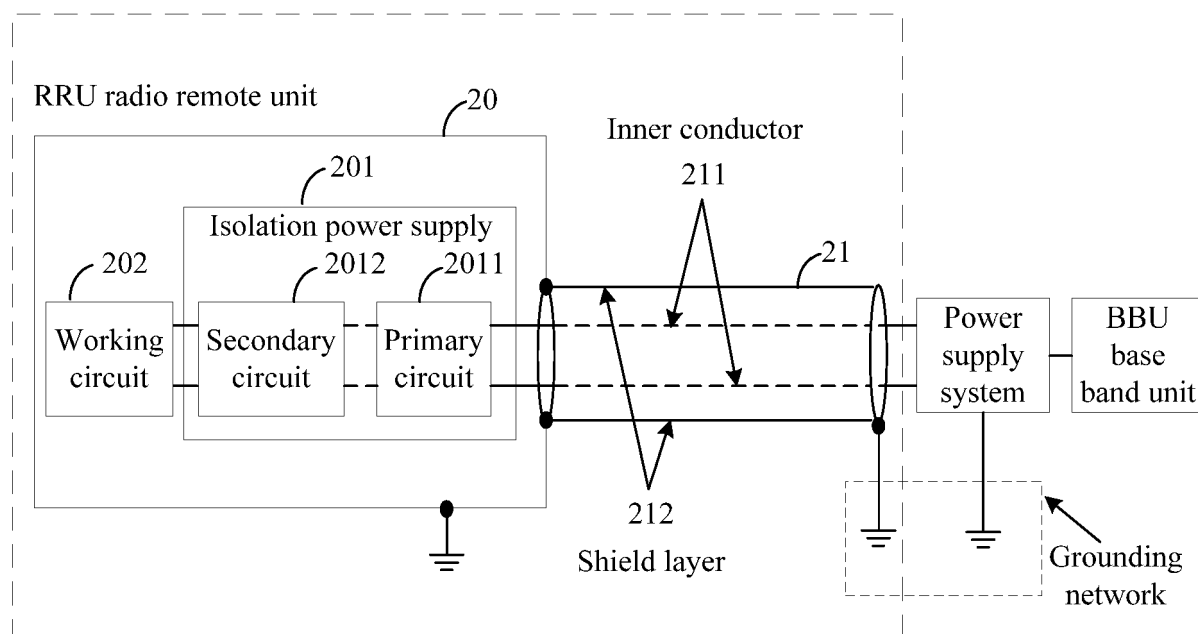 RRU radio remote unit
20
201
Isolation power supply
202
2012
2011
Working
circuit
Secondary
circuit
Primary
circuit
Inner conductor
211
21
212
Shield layer
Power
supply
system
BBU
base
band unit
Grounding
network